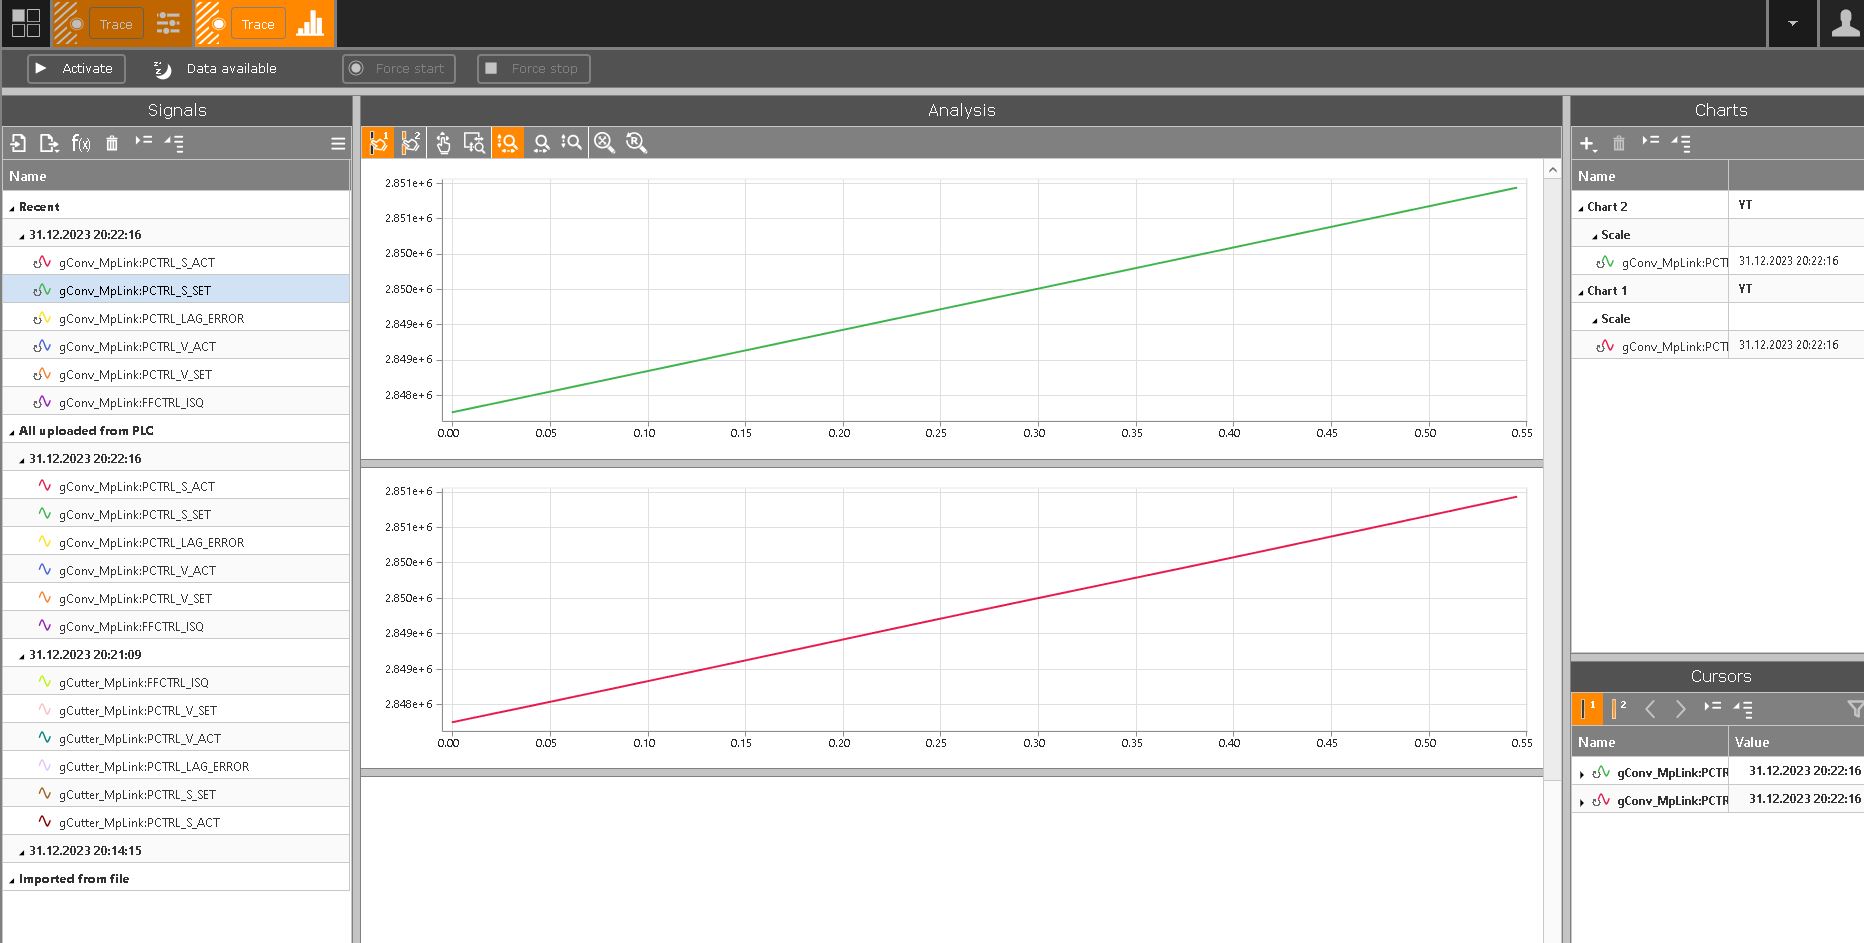 Trace
Trace
Activate
Data available
Force start
Force stop
Signals
f(x)
Name
Recent
31.12.2023 20:22:16
gConv_MpLink:PCTRL_S_ACT
gConv_MpLink:PCTRL_S_SET
gConv_MpLink:PCTRL_LAG_ERROR
gConv_MpLink:PCTRL_V_ACT
gConv_MpLink:PCTRL_V_SET
gConv_MpLink:FFCTRL_ISQ
All uploaded from PLC
31.12.2023 20:22:16
gConv_MpLink:PCTRL_S_ACT
gConv_MpLink:PCTRL_S_SET
gConv_MpLink:PCTRL_LAG_ERROR
gConv_MpLink:PCTRL_V_ACT
gConv_MpLink:PCTRL_V_SET
gConv_MpLink:FFCTRL_ISQ
31.12.2023 20:21:09
gCutter_MpLink:FFCTRL_ISQ
gCutter_MpLink:PCTRL_V_SET
gCutter_MpLink:PCTRL_V_ACT
gCutter_MpLink:PCTRL_LAG_ERROR
gCutter_MpLink:PCTRL_S_SET
gCutter_MpLink:PCTRL_S_ACT
31.12.2023 20:14:15
Imported from file
Analysis
1
2
2.851e+6
2.851e+6
2.850e+6
2.850e+6
2.849e+6
2.849e+6
2.848e+6
0.00 0.05 0.10 0.15 0.20 0.25 0.30 0.35 0.40 0.45 0.50 0.55
2.851e+6
2.851e+6
2.850e+6
2.850e+6
2.849e+6
2.849e+6
2.848e+6
0.00 0.05 0.10 0.15 0.20 0.25 0.30 0.35 0.40 0.45 0.50 0.55
Charts
Name
Chart 2 YT
Scale
gConv_MpLink:PCTI 31.12.2023 20:22:16
Chart 1 YT
Scale
gConv_MpLink:PCTI 31.12.2023 20:22:16
Cursors
1
2
Name Value
gConv_MpLink:PCTR 31.12.2023 20:22:16
gConv_MpLink:PCTR 31.12.2023 20:22:16